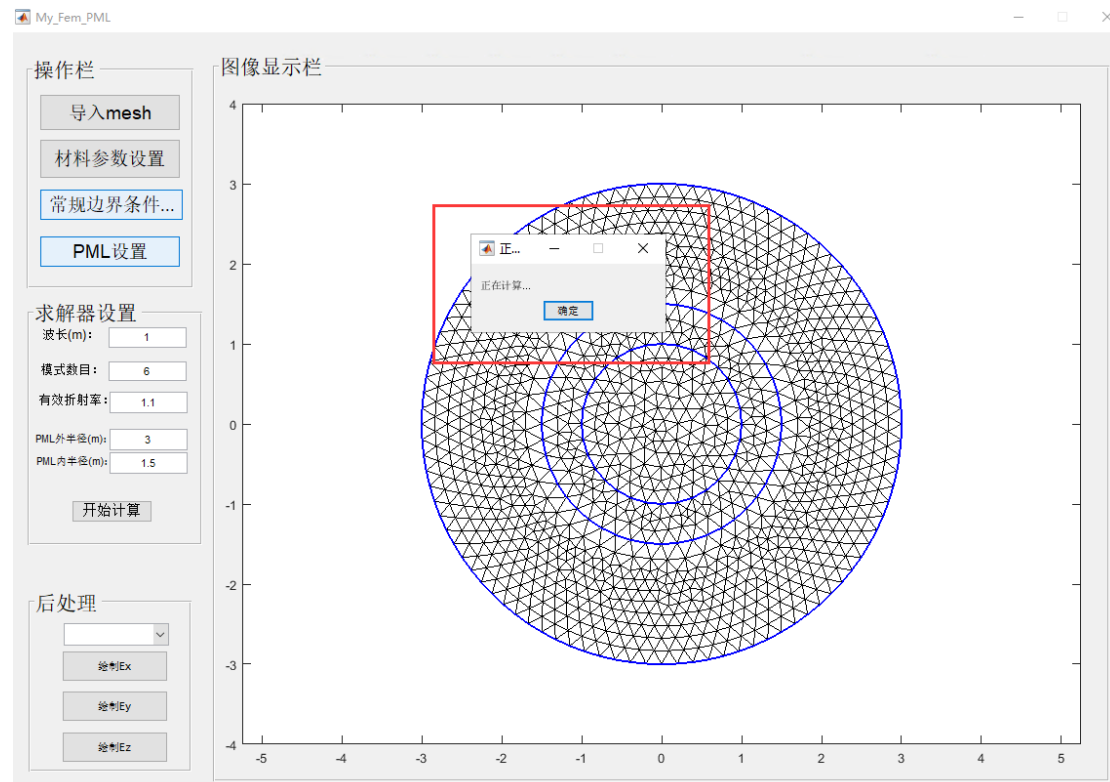 My_Fem_PML
操作栏
导入mesh
材料参数设置
常规边界条件...
PML设置
求解器设置
波长(m)： 1
模式数目： 6
有效折射率： 1.1
PML外半径(m)： 3
PML内半径(m)： 1.5
开始计算
后处理
绘制Ex
绘制Ey
绘制Ez
图像显示栏
正...
正在计算...
确定
4
3
2
1
0
-1
-2
-3
-4
-5 -4 -3 -2 -1 0 1 2 3 4 5